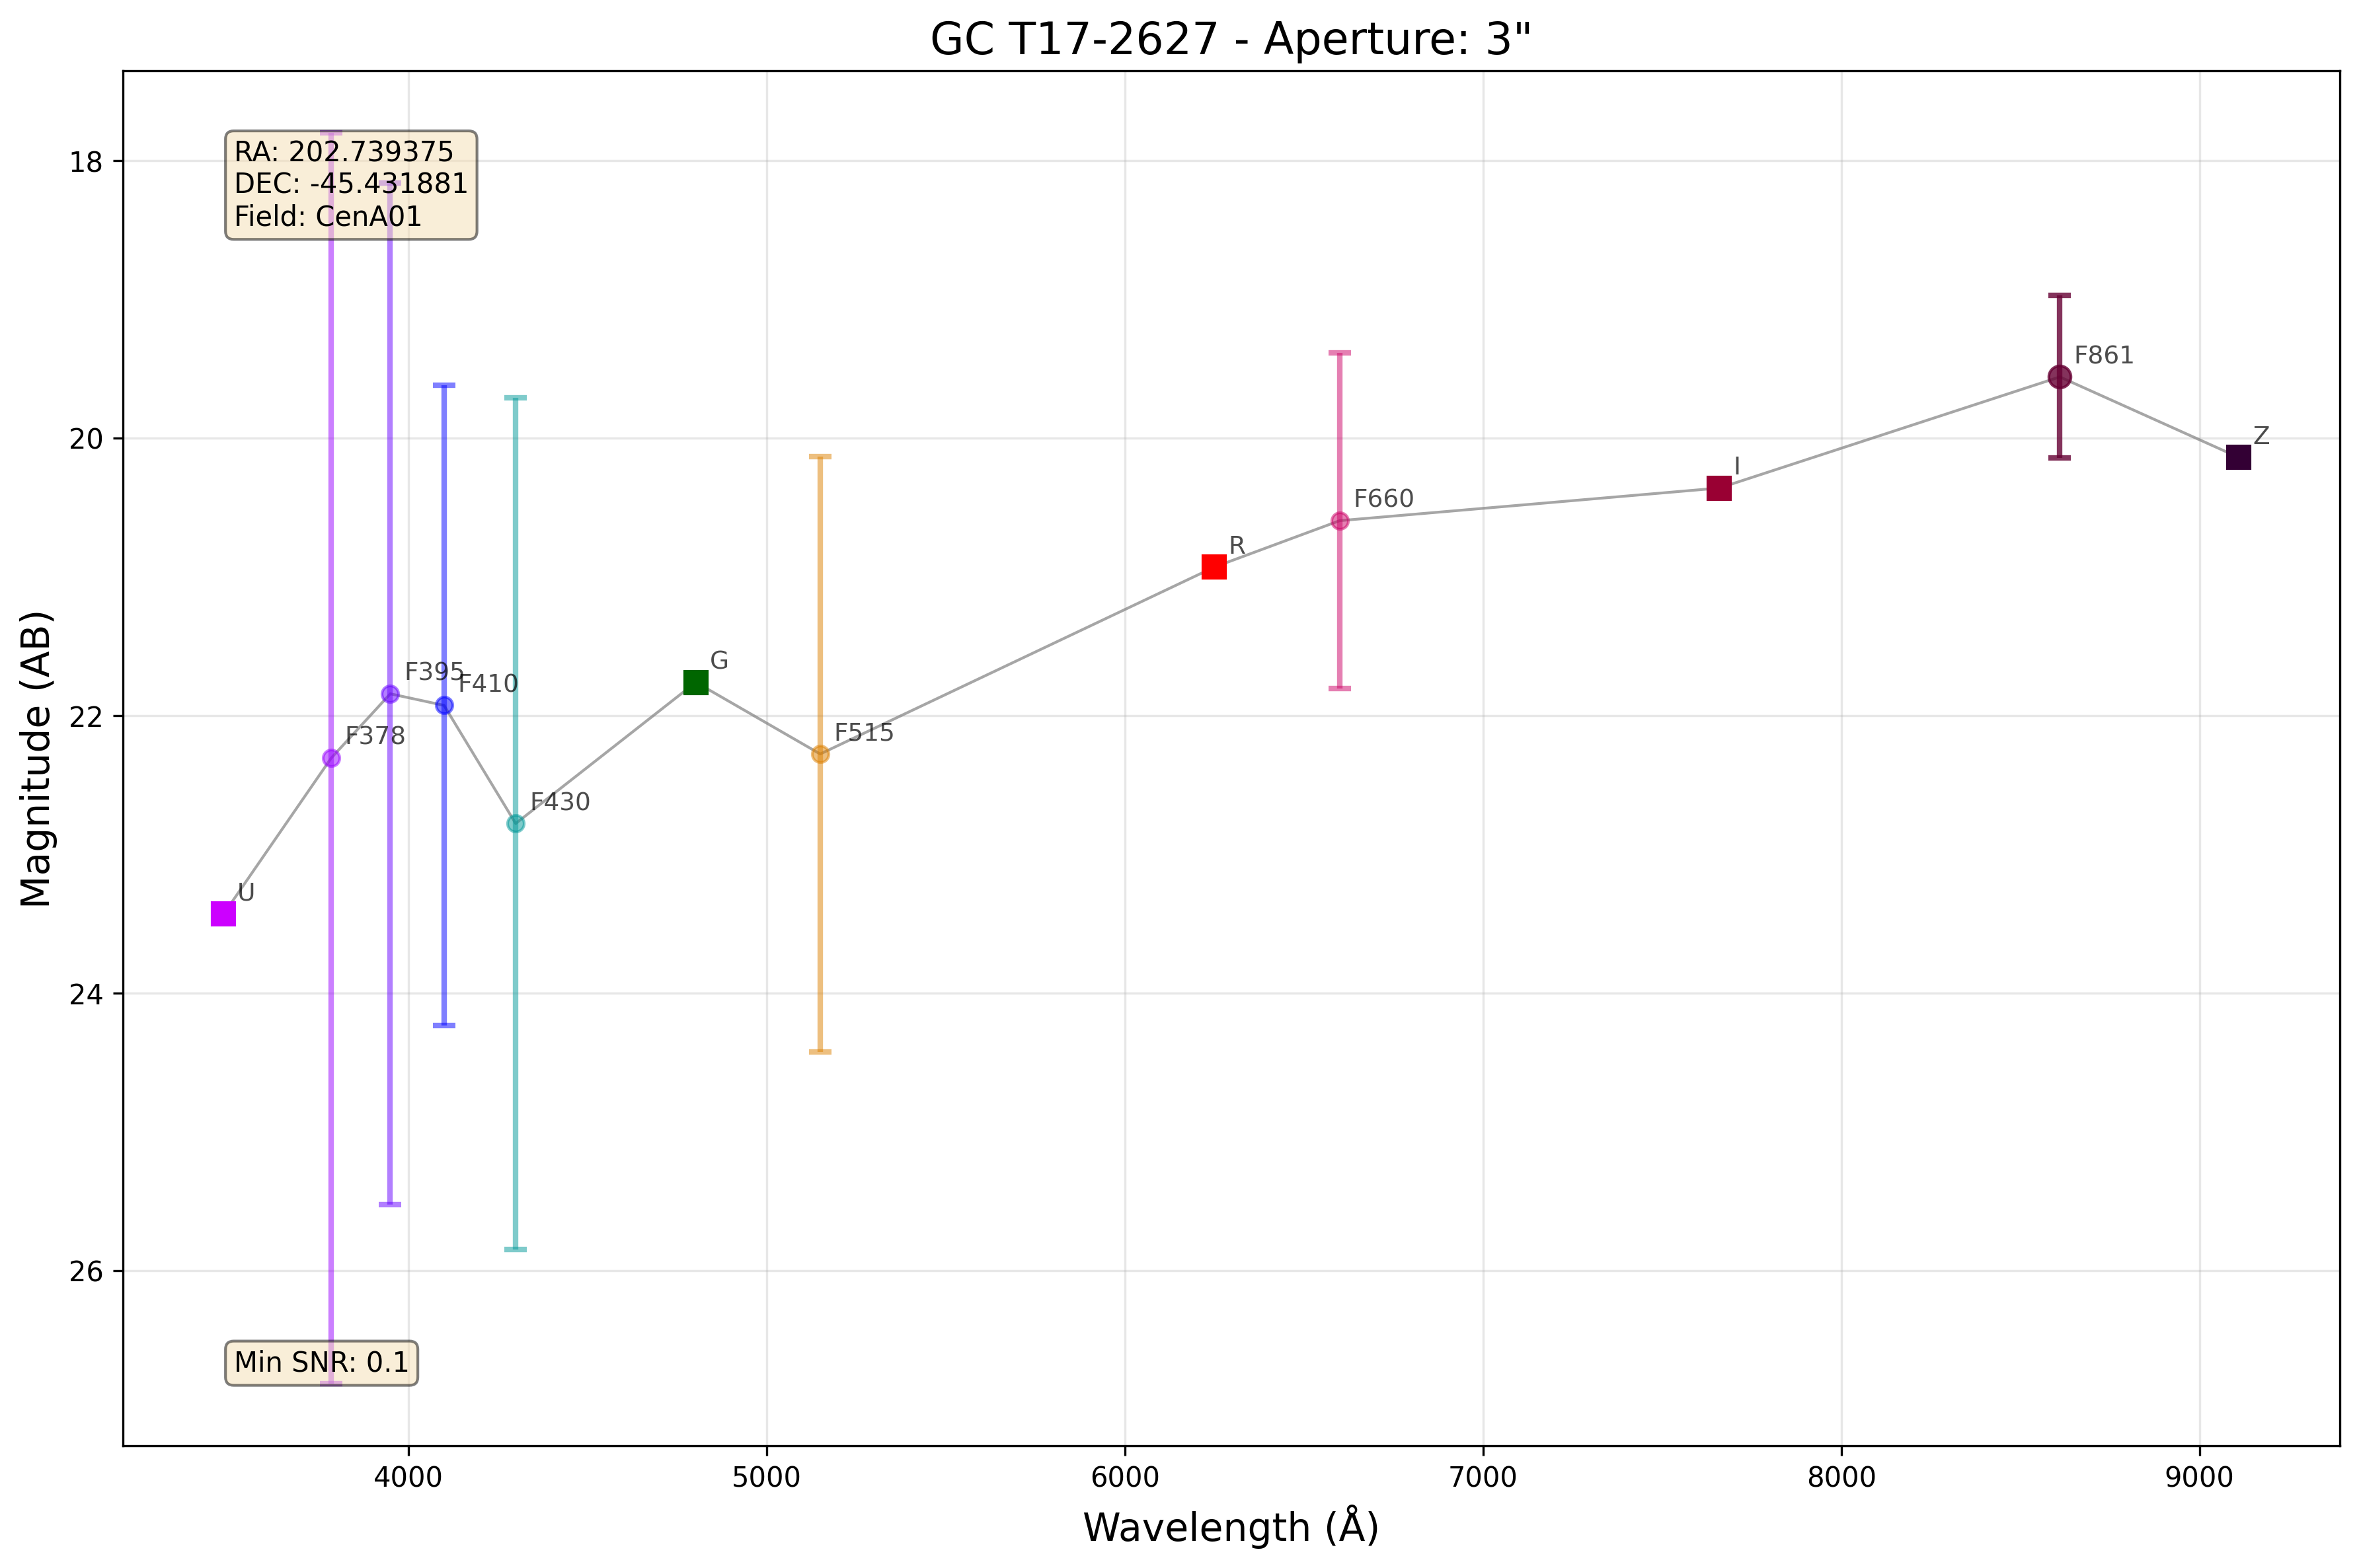 GC T17-2627 - Aperture: 3"
RA: 202.739375
DEC: -45.431881
Field: CenA01
18
20
22
24
26
Magnitude (AB)
U
F378
F395
F410
F430
G
F515
R
F660
I
F861
Z
Min SNR: 0.1
4000
5000
6000
7000
8000
9000
Wavelength (Å)